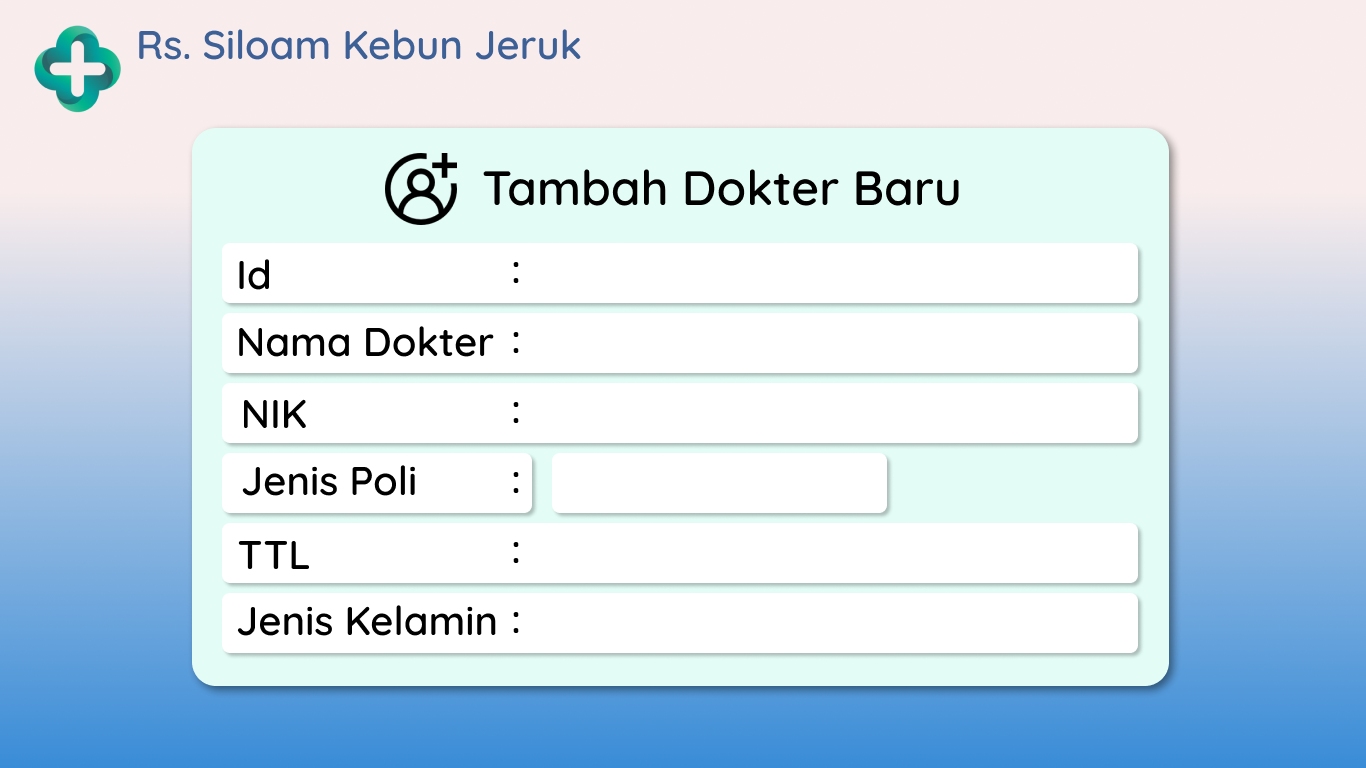 Rs. Siloam Kebun Jeruk
Tambah Dokter Baru
Id :
Nama Dokter :
NIK :
Jenis Poli :
TTL :
Jenis Kelamin :